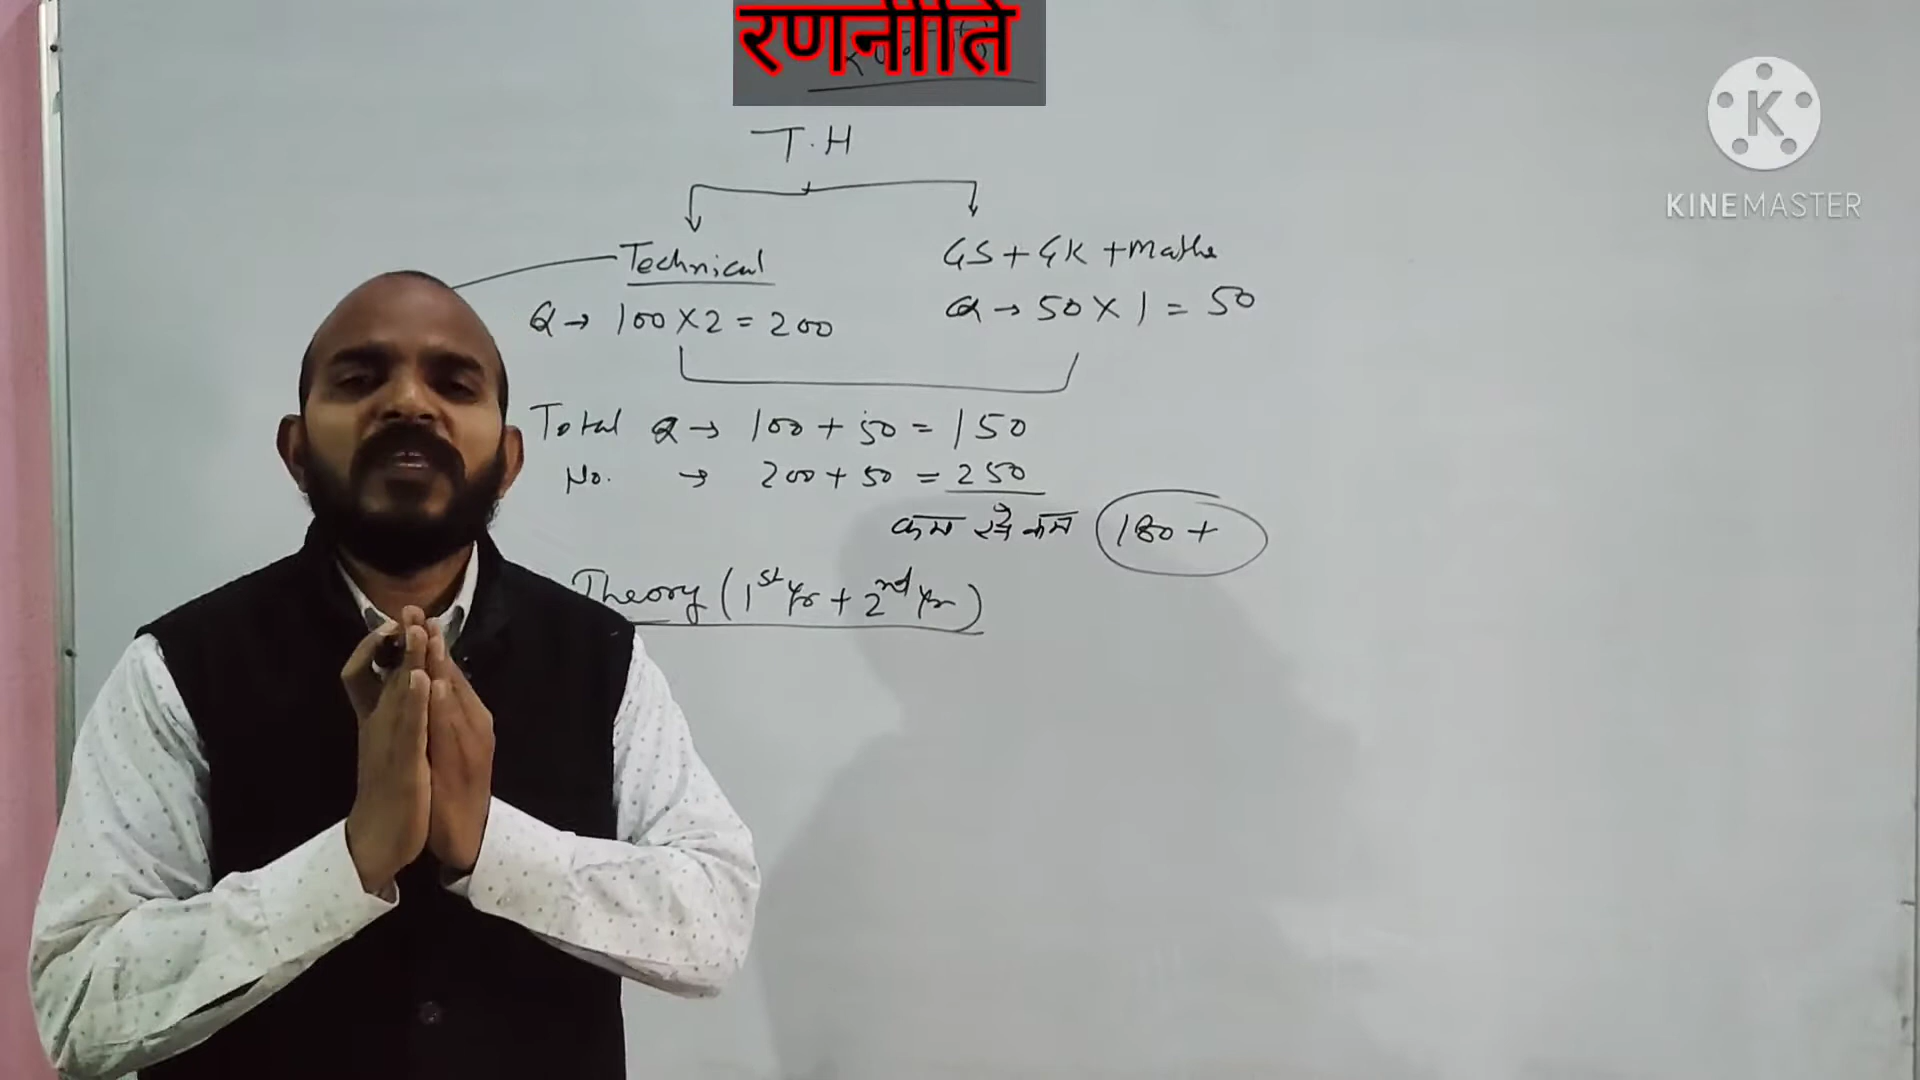 रणनीति
T.H
Technical
Q → 100 X 2 = 200
GS + GK + Maths
Q → 50 X 1 = 50
Total Q → 100 + 50 = 150
No. → 200 + 50 = 250
कम से कम 180 +
Theory (1st yr + 2nd yr)
K
KINEMASTER